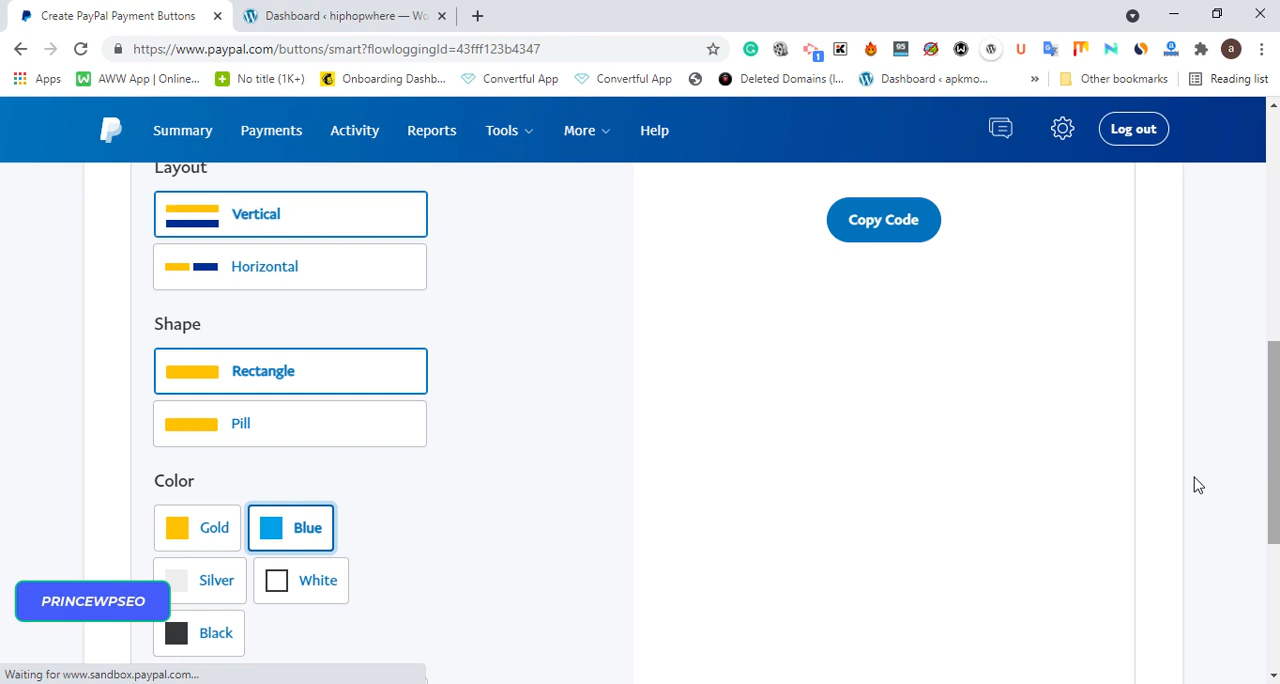 Create PayPal Payment Buttons
Dashboard ‹ hiphopwhere — Wo
https://www.paypal.com/buttons/smart?flowloggingId=43fff123b4347
95
1
a
Apps
AWW App | Online...
No title (1K+)
Onboarding Dashb...
Convertful App
Convertful App
Deleted Domains (l...
Dashboard ‹ apkmo...
»
Other bookmarks
Reading list
Summary
Payments
Activity
Reports
Tools
More
Help
Log out
Layout
Vertical
Copy Code
Horizontal
Shape
Rectangle
Pill
Color
Gold
Blue
Silver
White
PRINCEWPSEO
Black
Waiting for www.sandbox.paypal.com...